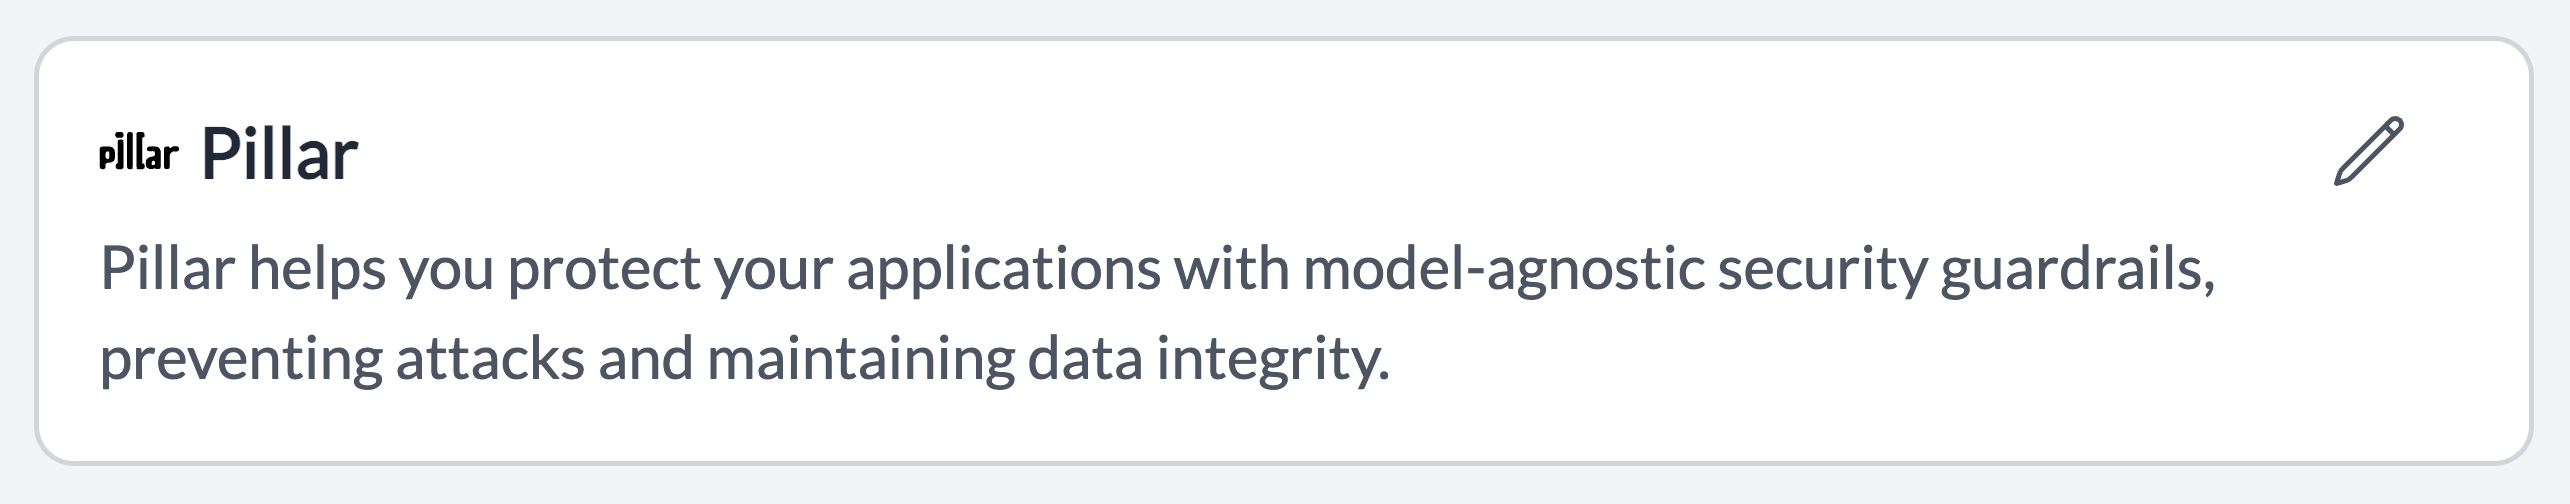 pillar Pillar
Pillar helps you protect your applications with model-agnostic security guardrails,
preventing attacks and maintaining data integrity.